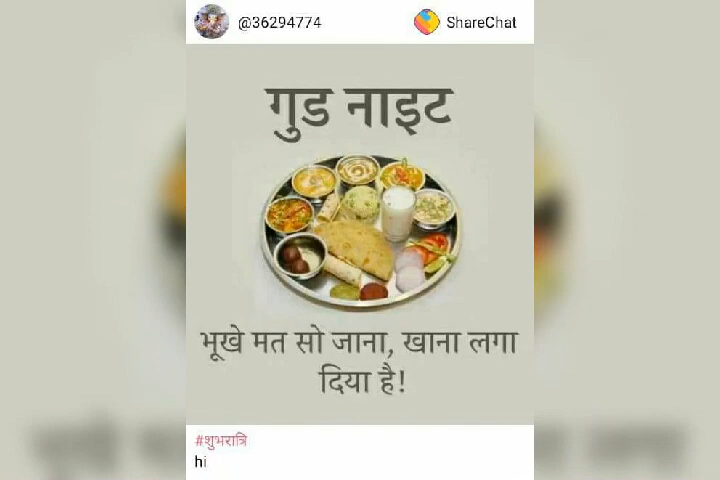 @36294774
ShareChat
गुड नाइट
भूखे मत सो जाना, खाना लगा
दिया है!
#शुभरात्रि
hi